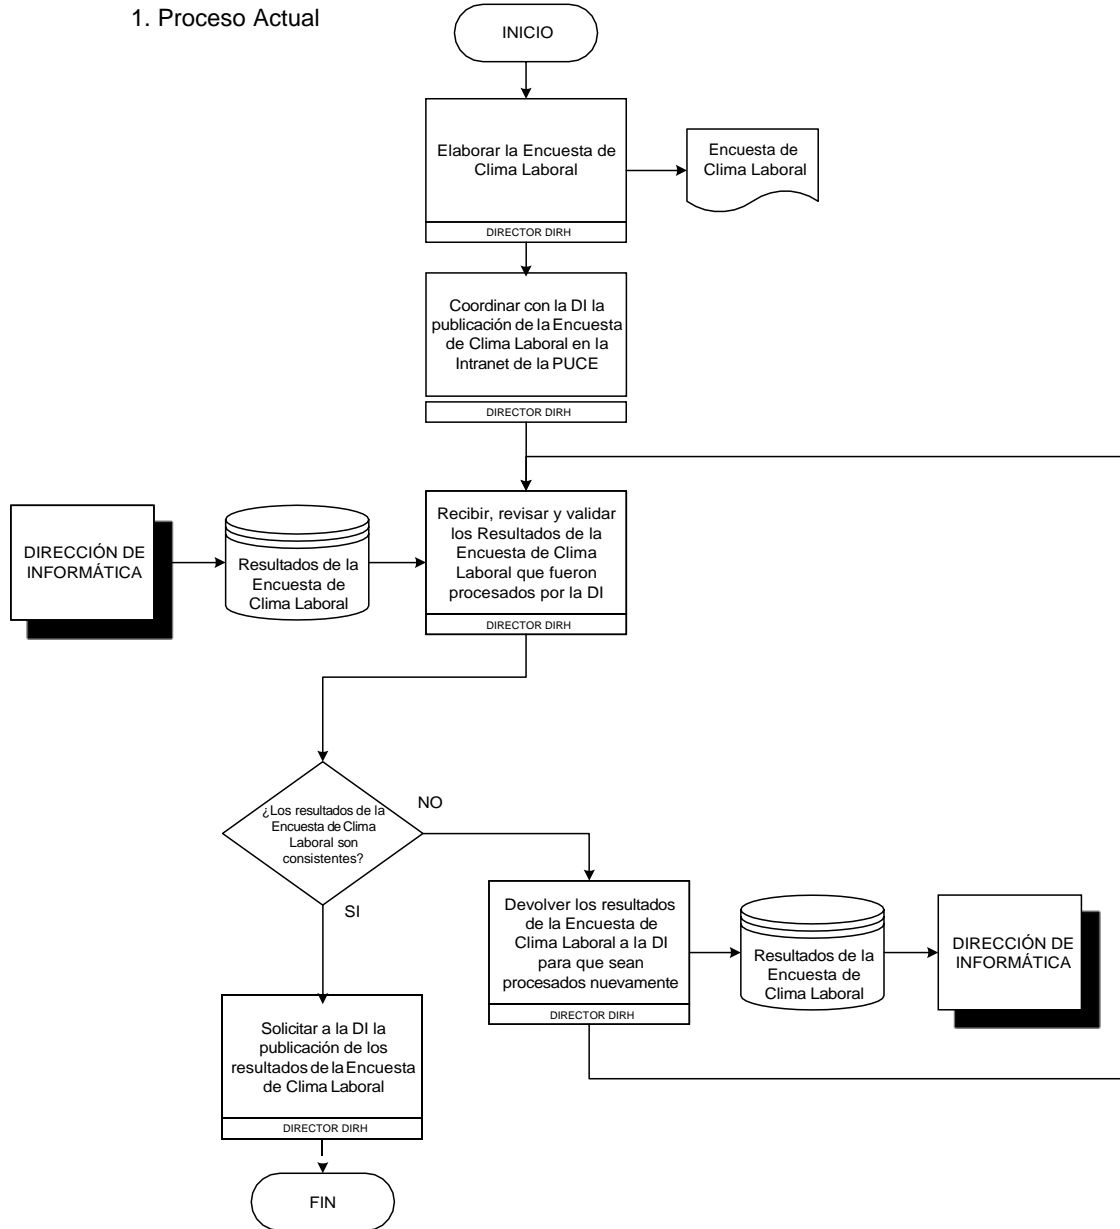 1. Proceso Actual
INICIO
Elaborar la Encuesta de
Clima Laboral
DIRECTOR DIRH
Encuesta de
Clima Laboral
Coordinar con la DI la
publicación de la Encuesta
de Clima Laboral en la
Intranet de la PUCE
DIRECTOR DIRH
DIRECCIÓN DE
INFORMÁTICA
Resultados de la
Encuesta de
Clima Laboral
Recibir, revisar y validar
los Resultados de la
Encuesta de Clima
Laboral que fueron
procesados por la DI
DIRECTOR DIRH
¿Los resultados de la
Encuesta de Clima
Laboral son
consistentes?
NO
SI
Devolver los resultados
de la Encuesta de
Clima Laboral a la DI
para que sean
procesados nuevamente
DIRECTOR DIRH
Resultados de la
Encuesta de
Clima Laboral
DIRECCIÓN DE
INFORMÁTICA
Solicitar a la DI la
publicación de los
resultados de la Encuesta
de Clima Laboral
DIRECTOR DIRH
FIN